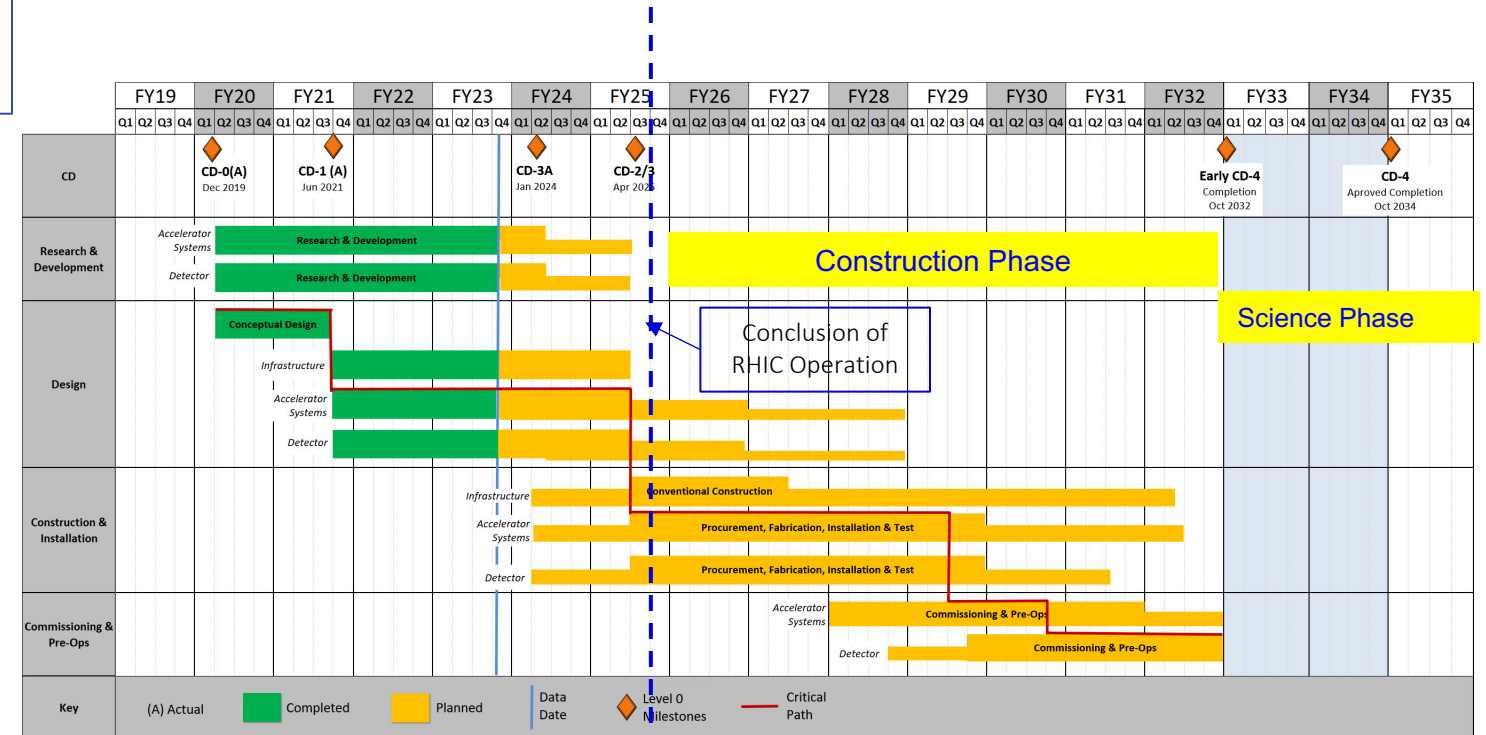 FY19 FY20 FY21 FY22 FY23 FY24 FY25 FY26 FY27 FY28 FY29 FY30 FY31 FY32 FY33 FY34 FY35
Q1 Q2 Q3 Q4 Q1 Q2 Q3 Q4 Q1 Q2 Q3 Q4 Q1 Q2 Q3 Q4 Q1 Q2 Q3 Q4 Q1 Q2 Q3 Q4 Q1 Q2 Q3 Q4 Q1 Q2 Q3 Q4 Q1 Q2 Q3 Q4 Q1 Q2 Q3 Q4 Q1 Q2 Q3 Q4 Q1 Q2 Q3 Q4 Q1 Q2 Q3 Q4 Q1 Q2 Q3 Q4 Q1 Q2 Q3 Q4 Q1 Q2 Q3 Q4 Q1 Q2 Q3 Q4
CD
CD-0(A)
Dec 2019
CD-1 (A)
Jun 2021
CD-3A
Jan 2024
CD-2/3
Apr 2025
Early CD-4
Completion
Oct 2032
CD-4
Aproved Completion
Oct 2034
Research &
Development
Accelerator
Systems
Research & Development
Detector
Research & Development
Construction Phase
Science Phase
Design
Conceptual Design
Infrastructure
Accelerator
Systems
Detector
Conclusion of
RHIC Operation
Construction &
Installation
Infrastructure
Conventional Construction
Accelerator
Systems
Procurement, Fabrication, Installation & Test
Detector
Procurement, Fabrication, Installation & Test
Commissioning &
Pre-Ops
Accelerator
Systems
Commissioning & Pre-Ops
Detector
Commissioning & Pre-Ops
Key
(A) Actual
Completed
Planned
Data
Date
Level 0
Milestones
Critical
Path